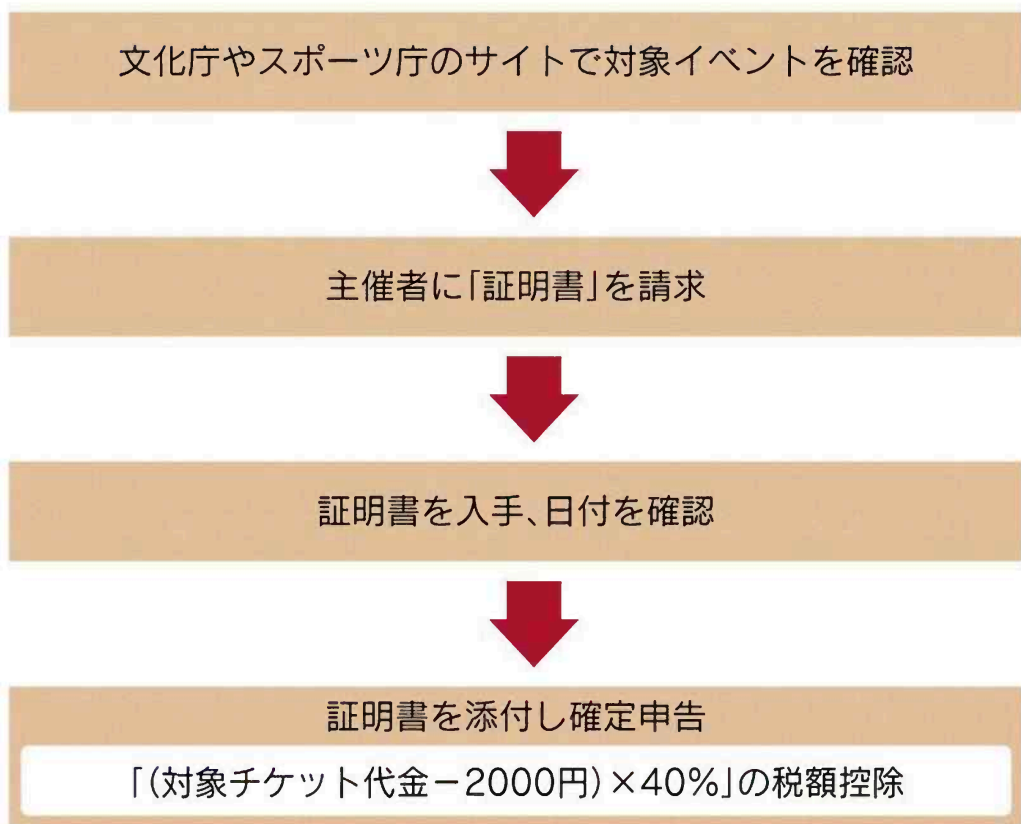 文化庁やスポーツ庁のサイトで対象イベントを確認
主催者に「証明書」を請求
証明書を入手、日付を確認
証明書を添付し確定申告
「(対象チケット代金－2000円)×40%」の税額控除